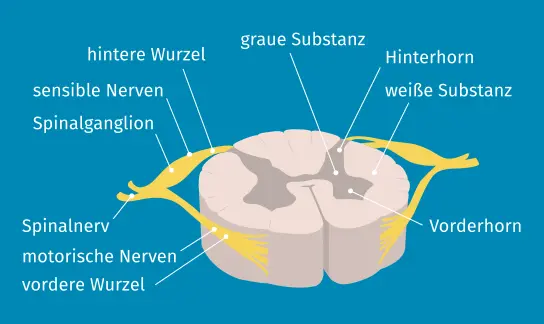 graue Substanz
hintere Wurzel
Hinterhorn
sensible Nerven
weiße Substanz
Spinalganglion
Spinalnerv
Vorderhorn
motorische Nerven
vordere Wurzel